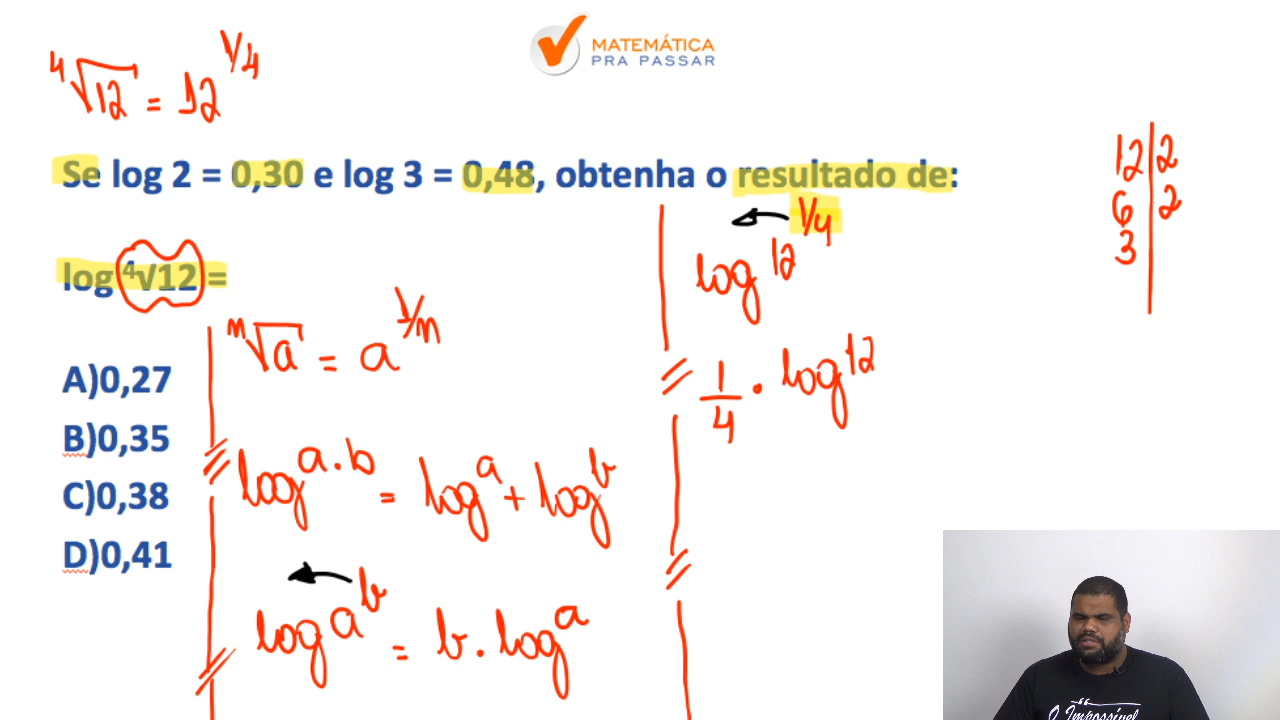 ⁴√12 = 12^1/4
MATEMÁTICA
PRA PASSAR
Se log 2 = 0,30 e log 3 = 0,48, obtenha o resultado de:
log ⁴√12 =
A)0,27
B)0,35
C)0,38
D)0,41
ⁿ√a = a^1/n
log a·b = log a + log b
log a^b = b · log a
log 12^1/4
1/4 · log 12
12|2
6|2
3|
O Impossível